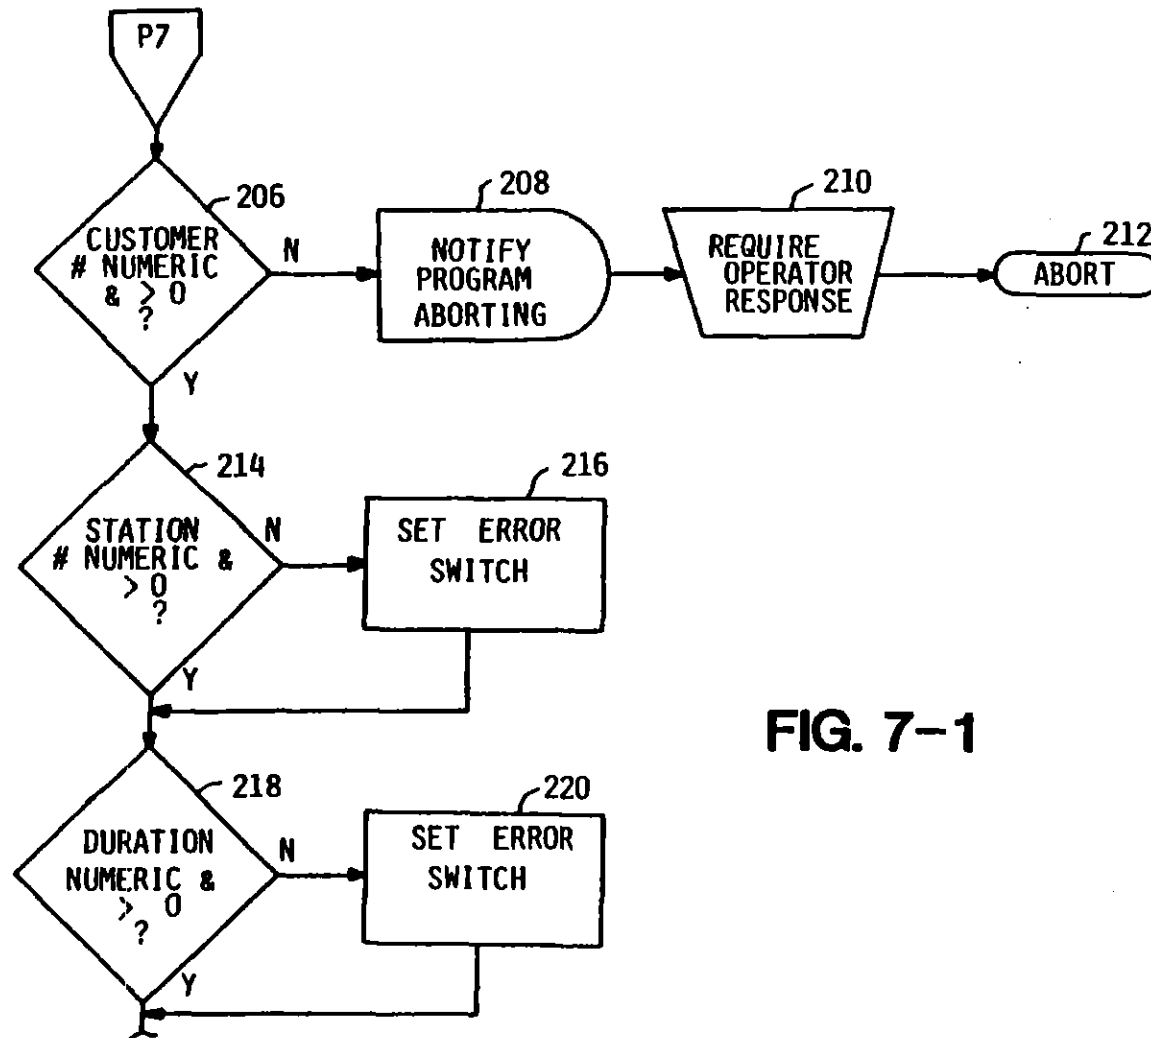 P7
206
CUSTOMER
# NUMERIC
& > 0
?
N
Y
208
NOTIFY
PROGRAM
ABORTING
210
REQUIRE
OPERATOR
RESPONSE
212
ABORT
214
STATION
# NUMERIC &
> 0
?
N
Y
216
SET ERROR
SWITCH
218
DURATION
NUMERIC &
> 0
?
N
Y
220
SET ERROR
SWITCH
FIG. 7-1